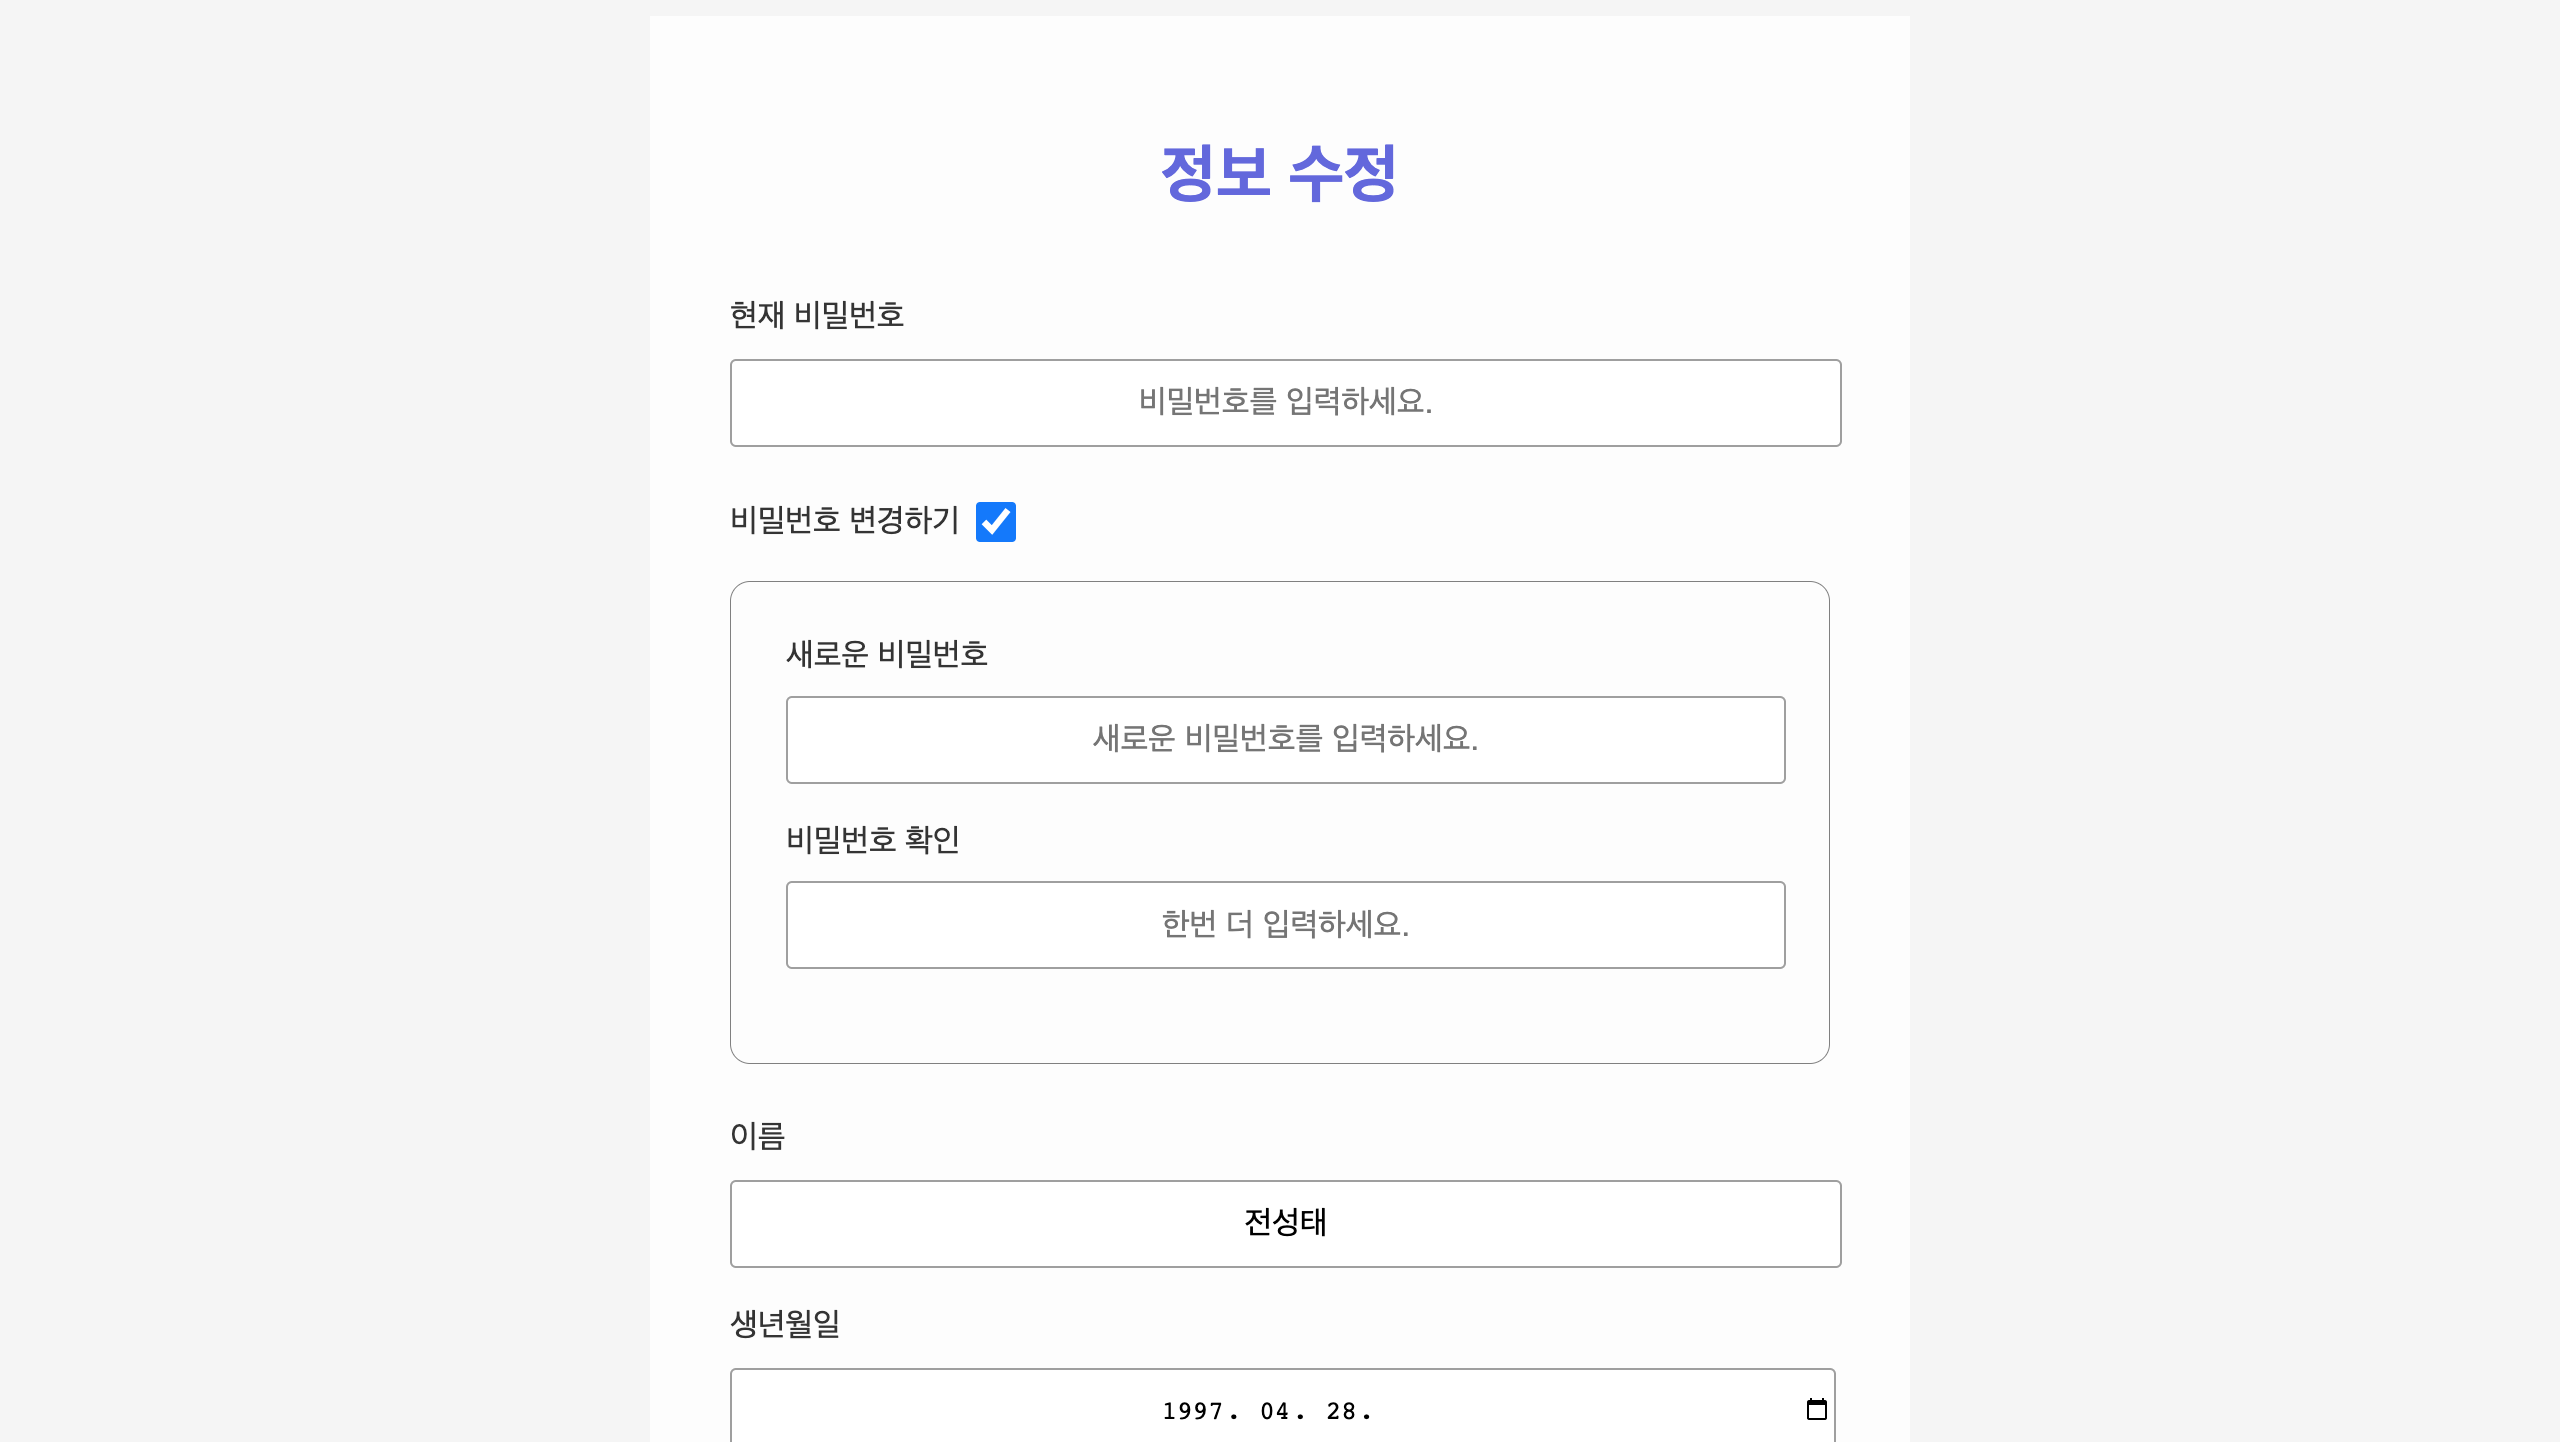 정보 수정
현재 비밀번호
비밀번호를 입력하세요.
비밀번호 변경하기
새로운 비밀번호
새로운 비밀번호를 입력하세요.
비밀번호 확인
한번 더 입력하세요.
이름
전성태
생년월일
1997. 04. 28.